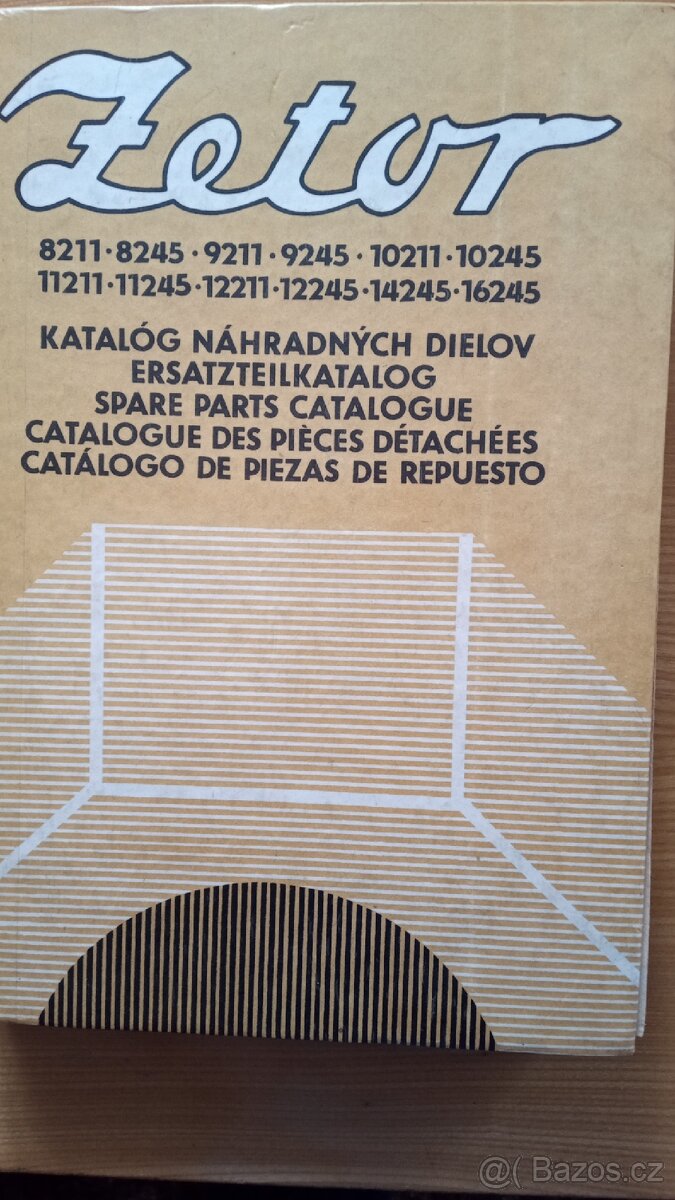 Zetor
8211·8245·9211·9245·10211·10245
11211·11245·12211·12245·14245·16245
KATALÓG NÁHRADNÝCH DIELOV
ERSATZTEILKATALOG
SPARE PARTS CATALOGUE
CATALOGUE DES PIÈCES DÉTACHÉES
CATÁLOGO DE PIEZAS DE REPUESTO
@( Bazos.cz